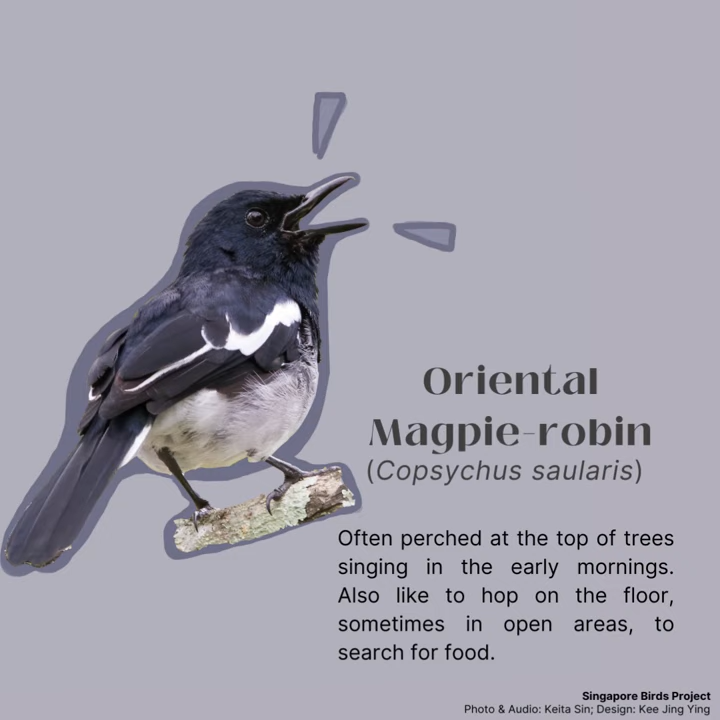 Oriental
Magpie-robin
(Copsychus saularis)
Often perched at the top of trees
singing in the early mornings.
Also like to hop on the floor,
sometimes in open areas, to
search for food.
Singapore Birds Project
Photo & Audio: Keita Sin; Design: Kee Jing Ying